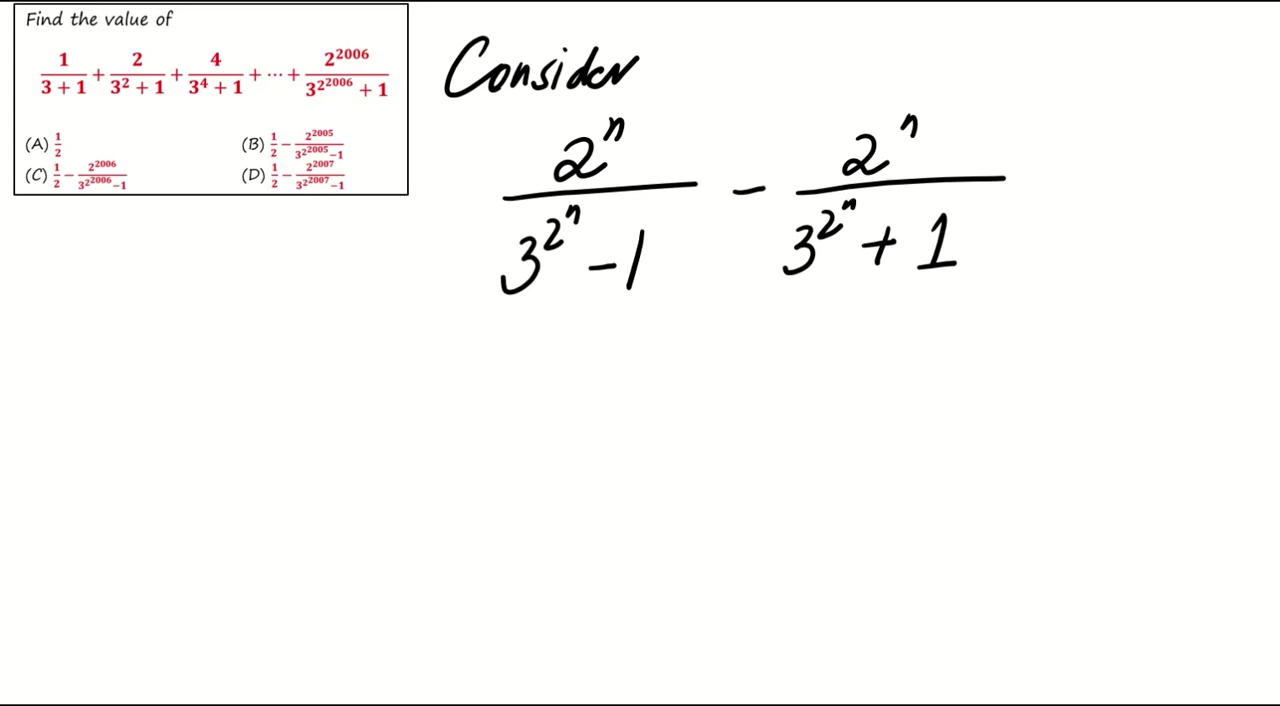 Find the value of
1/(3 + 1) + 2/(3^2 + 1) + 4/(3^4 + 1) + ⋯ + 2^2006/(3^(2^2006) + 1)
(A) 1/2 (B) 1/2 − 2^2005/(3^(2^2005) − 1)
(C) 1/2 − 2^2006/(3^(2^2006) − 1) (D) 1/2 − 2^2007/(3^(2^2007) − 1)
Consider
2^n/(3^(2^n) − 1) − 2^n/(3^(2^n) + 1)